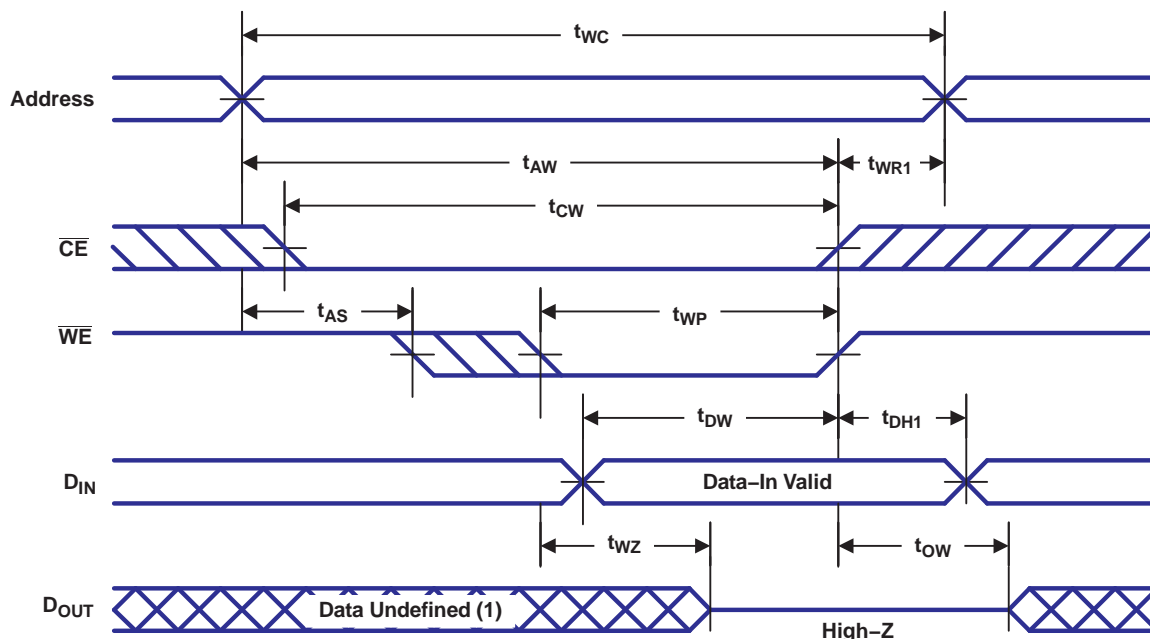 tWC
Address
tAW
tWR1
tCW
CE
tAS
tWP
WE
tDW
tDH1
DIN
Data–In Valid
tWZ
tOW
DOUT
Data Undefined (1)
High–Z